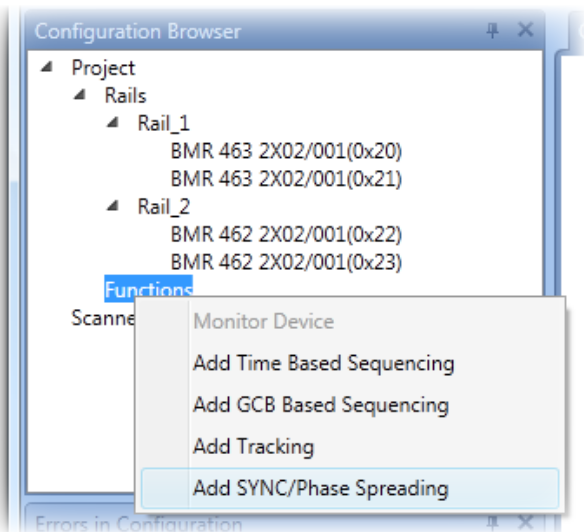 Configuration Browser
Project
Rails
Rail_1
BMR 463 2X02/001(0x20)
BMR 463 2X02/001(0x21)
Rail_2
BMR 462 2X02/001(0x22)
BMR 462 2X02/001(0x23)
Functions
Scanne
Monitor Device
Add Time Based Sequencing
Add GCB Based Sequencing
Add Tracking
Add SYNC/Phase Spreading
Errors in Configuration